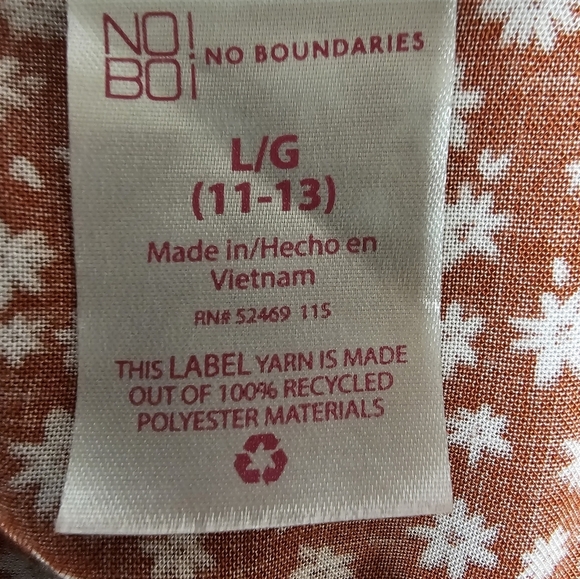 NO! BO¡ NO BOUNDARIES
L/G
(11-13)
Made in/Hecho en
Vietnam
RN# 52469 115
THIS LABEL YARN IS MADE
OUT OF 100% RECYCLED
POLYESTER MATERIALS